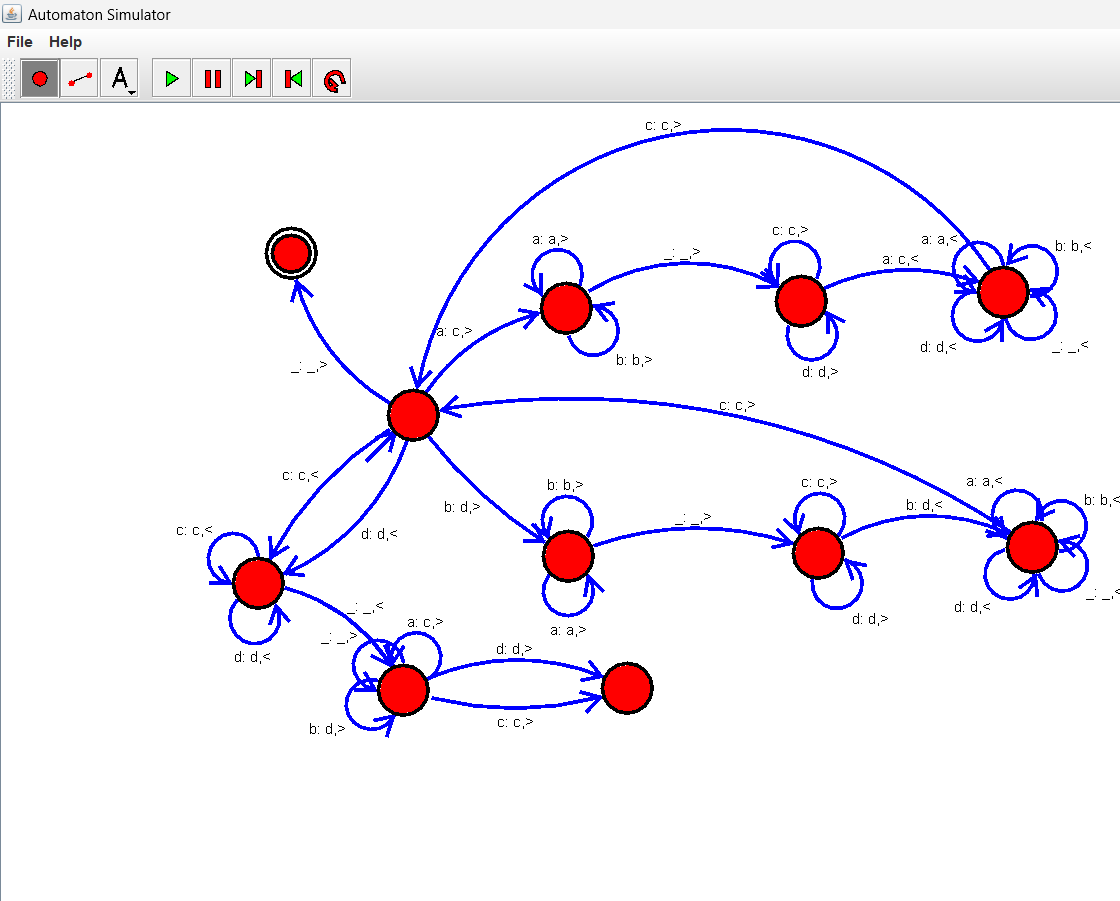 Automaton Simulator
File Help
A
c: c,>
a: a,>
_: _,>
c: c,>
a: c,<
a: a,<
b: b,<
a: c,>
b: b,>
d: d,>
d: d,<
_: _,<
_: _,>
c: c,>
c: c,<
b: d,>
b: b,>
_: _,>
c: c,>
b: d,<
a: a,<
b: b,<
c: c,<
d: d,<
a: a,>
d: d,>
d: d,<
_: _,<
d: d,<
_: _,<
_: _,>
a: c,>
b: d,>
d: d,>
c: c,>